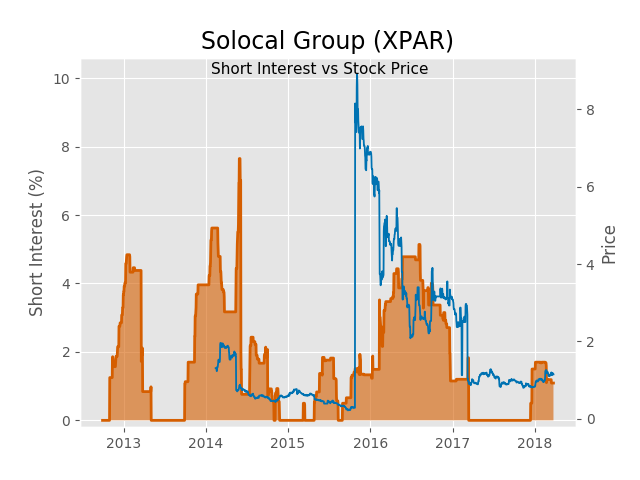 Solocal Group (XPAR)
Short Interest vs Stock Price
Short Interest (%)
10
8
6
4
2
0
8
6
4
2
0
Price
2013 2014 2015 2016 2017 2018